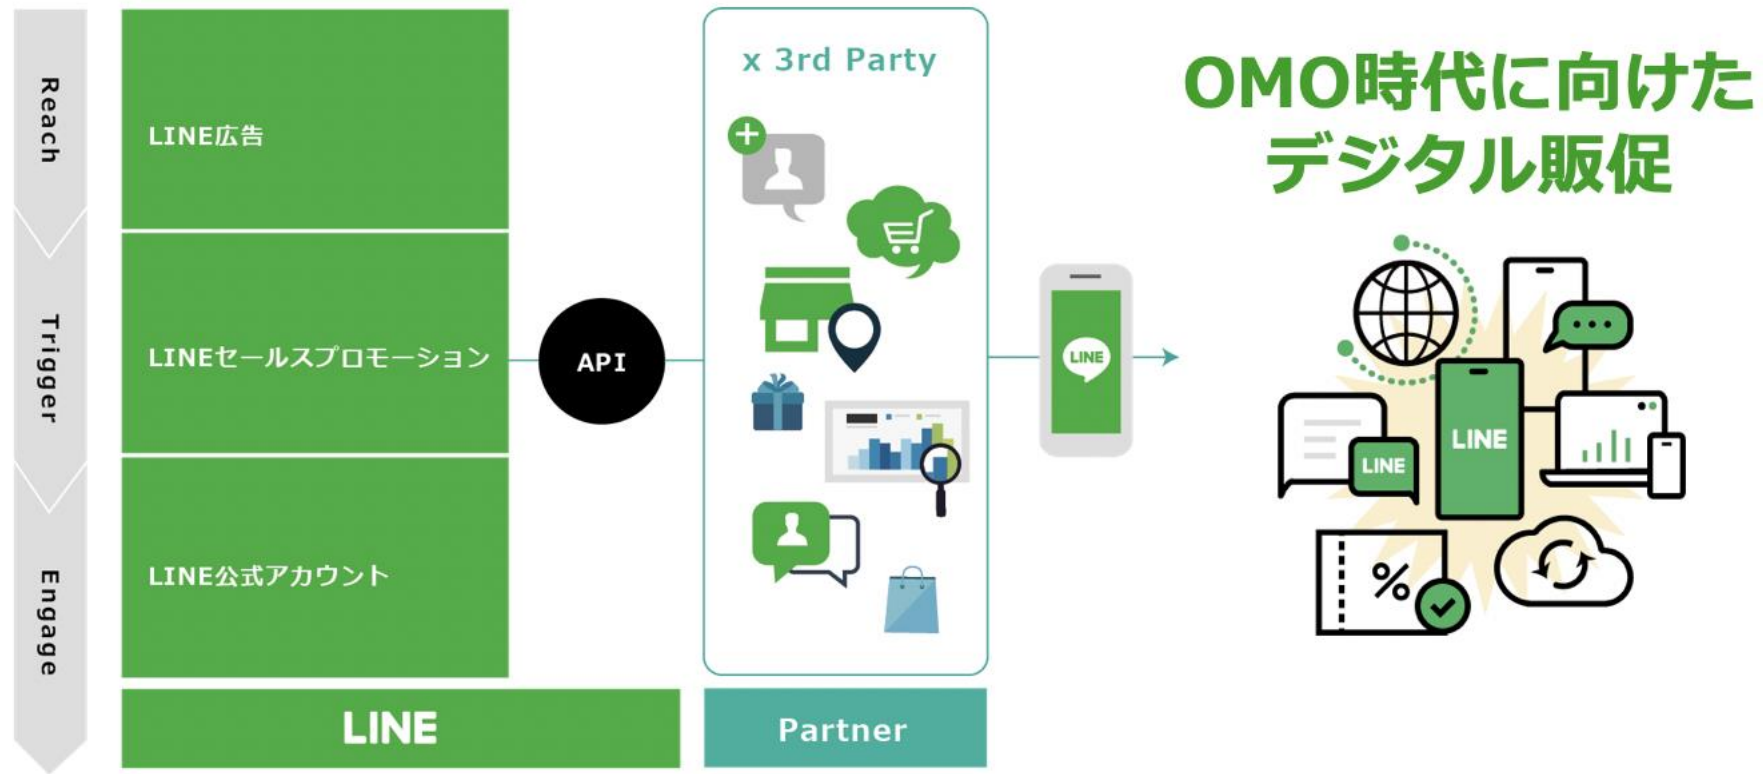 Reach
Trigger
Engage
LINE広告
LINEセールスプロモーション
LINE公式アカウント
LINE
API
x 3rd Party
Partner
LINE
OMO時代に向けた
デジタル販促
LINE
LINE
%